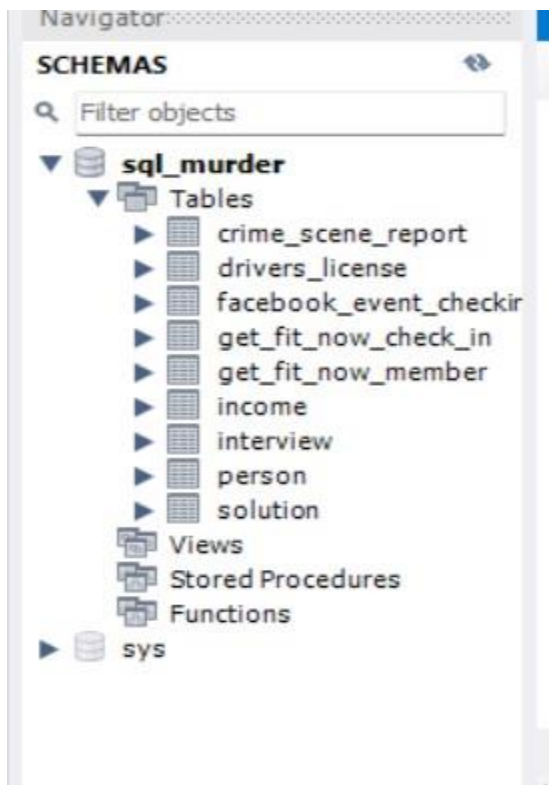 Navigator
SCHEMAS
Filter objects
sql_murder
Tables
crime_scene_report
drivers_license
facebook_event_checkin
get_fit_now_check_in
get_fit_now_member
income
interview
person
solution
Views
Stored Procedures
Functions
sys